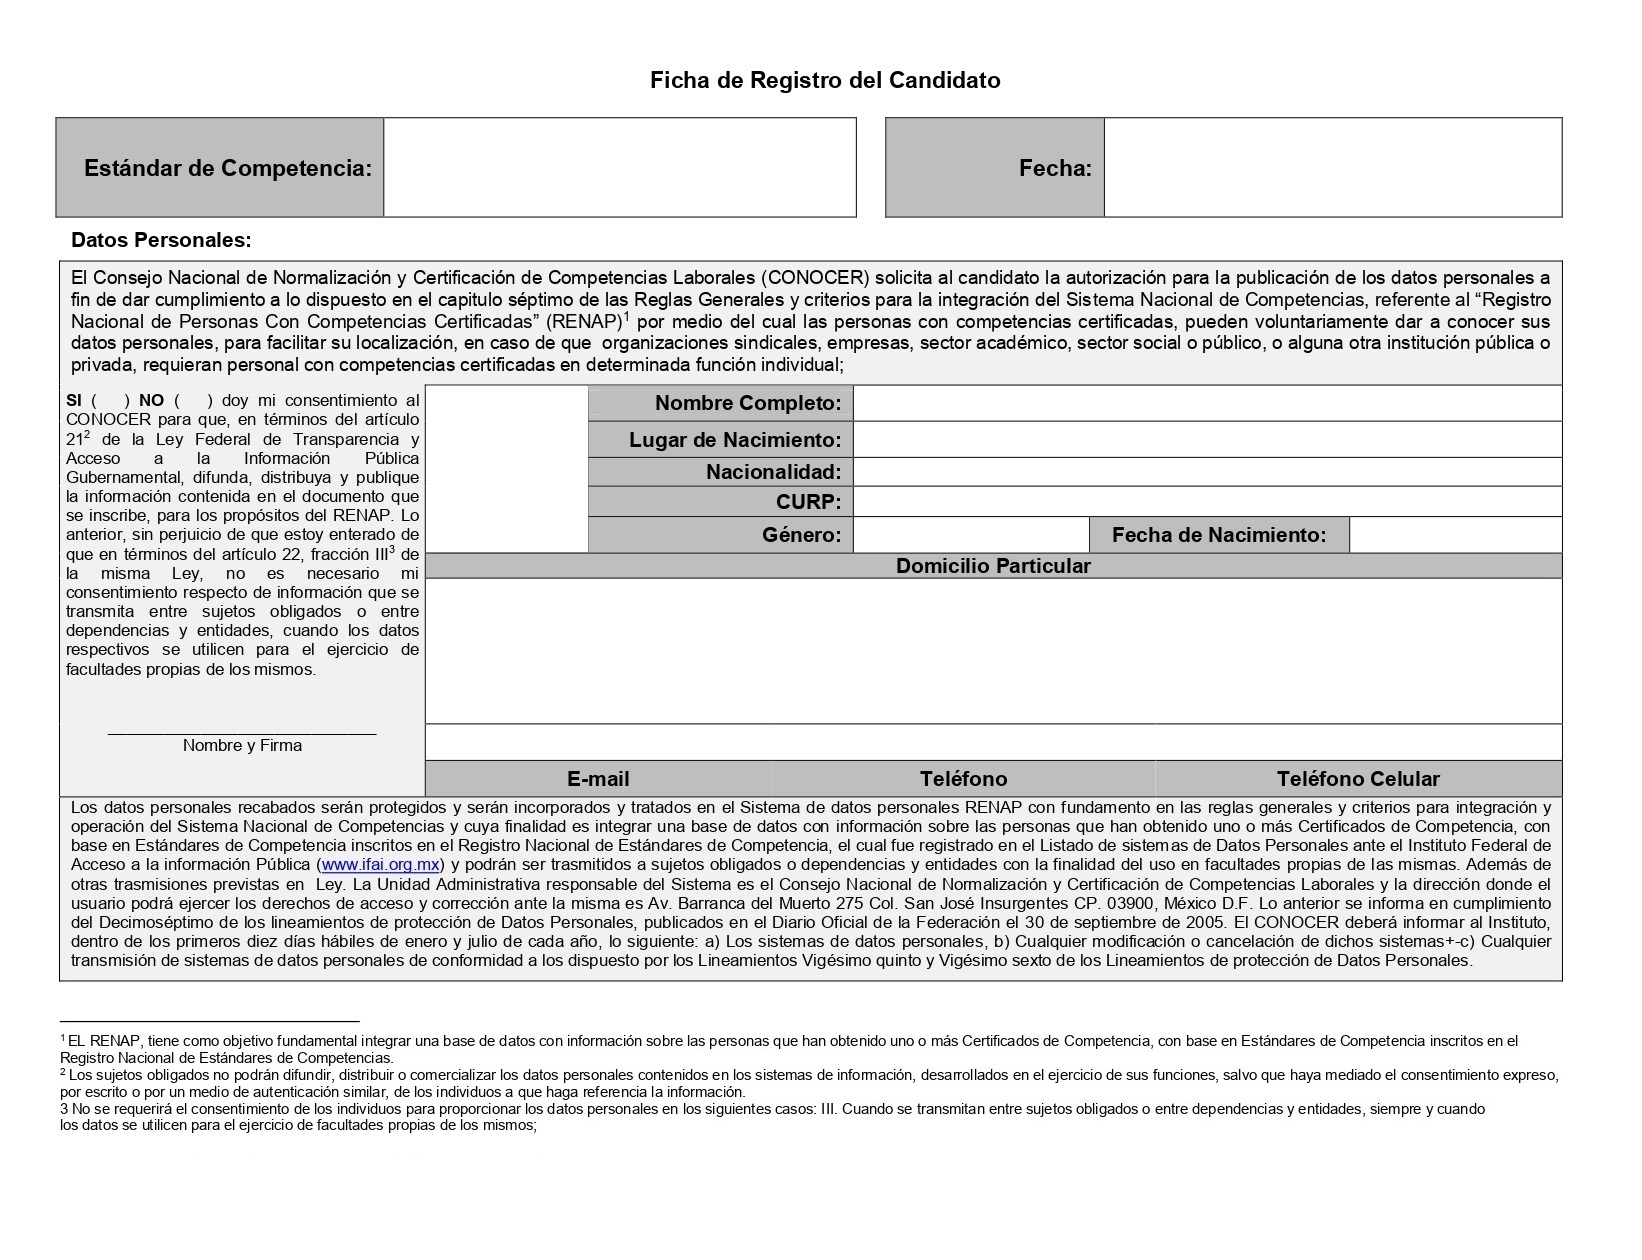 Ficha de Registro del Candidato
Estándar de Competencia:
Fecha:
Datos Personales:
El Consejo Nacional de Normalización y Certificación de Competencias Laborales (CONOCER) solicita al candidato la autorización para la publicación de los datos personales a
fin de dar cumplimiento a lo dispuesto en el capitulo séptimo de las Reglas Generales y criterios para la integración del Sistema Nacional de Competencias, referente al “Registro
Nacional de Personas Con Competencias Certificadas” (RENAP)1 por medio del cual las personas con competencias certificadas, pueden voluntariamente dar a conocer sus
datos personales, para facilitar su localización, en caso de que organizaciones sindicales, empresas, sector académico, sector social o público, o alguna otra institución pública o
privada, requieran personal con competencias certificadas en determinada función individual;
SI (   ) NO (   ) doy mi consentimiento al
CONOCER para que, en términos del artículo
212 de la Ley Federal de Transparencia y
Acceso a la Información Pública
Gubernamental, difunda, distribuya y publique
la información contenida en el documento que
se inscribe, para los propósitos del RENAP. Lo
anterior, sin perjuicio de que estoy enterado de
que en términos del artículo 22, fracción III3 de
la misma Ley, no es necesario mi
consentimiento respecto de información que se
transmita entre sujetos obligados o entre
dependencias y entidades, cuando los datos
respectivos se utilicen para el ejercicio de
facultades propias de los mismos.
Nombre y Firma
Nombre Completo:
Lugar de Nacimiento:
Nacionalidad:
CURP:
Género:
Fecha de Nacimiento:
Domicilio Particular
E-mail
Teléfono
Teléfono Celular
Los datos personales recabados serán protegidos y serán incorporados y tratados en el Sistema de datos personales RENAP con fundamento en las reglas generales y criterios para integración y
operación del Sistema Nacional de Competencias y cuya finalidad es integrar una base de datos con información sobre las personas que han obtenido uno o más Certificados de Competencia, con
base en Estándares de Competencia inscritos en el Registro Nacional de Estándares de Competencia, el cual fue registrado en el Listado de sistemas de Datos Personales ante el Instituto Federal de
Acceso a la información Pública (www.ifai.org.mx) y podrán ser trasmitidos a sujetos obligados o dependencias y entidades con la finalidad del uso en facultades propias de las mismas. Además de
otras trasmisiones previstas en Ley. La Unidad Administrativa responsable del Sistema es el Consejo Nacional de Normalización y Certificación de Competencias Laborales y la dirección donde el
usuario podrá ejercer los derechos de acceso y corrección ante la misma es Av. Barranca del Muerto 275 Col. San José Insurgentes CP. 03900, México D.F. Lo anterior se informa en cumplimiento
del Decimoséptimo de los lineamientos de protección de Datos Personales, publicados en el Diario Oficial de la Federación el 30 de septiembre de 2005. El CONOCER deberá informar al Instituto,
dentro de los primeros diez días hábiles de enero y julio de cada año, lo siguiente: a) Los sistemas de datos personales, b) Cualquier modificación o cancelación de dichos sistemas+-c) Cualquier
transmisión de sistemas de datos personales de conformidad a los dispuesto por los Lineamientos Vigésimo quinto y Vigésimo sexto de los Lineamientos de protección de Datos Personales.
1 EL RENAP, tiene como objetivo fundamental integrar una base de datos con información sobre las personas que han obtenido uno o más Certificados de Competencia, con base en Estándares de Competencia inscritos en el
Registro Nacional de Estándares de Competencias.
2 Los sujetos obligados no podrán difundir, distribuir o comercializar los datos personales contenidos en los sistemas de información, desarrollados en el ejercicio de sus funciones, salvo que haya mediado el consentimiento expreso,
por escrito o por un medio de autenticación similar, de los individuos a que haga referencia la información.
3 No se requerirá el consentimiento de los individuos para proporcionar los datos personales en los siguientes casos: III. Cuando se transmitan entre sujetos obligados o entre dependencias y entidades, siempre y cuando
los datos se utilicen para el ejercicio de facultades propias de los mismos;